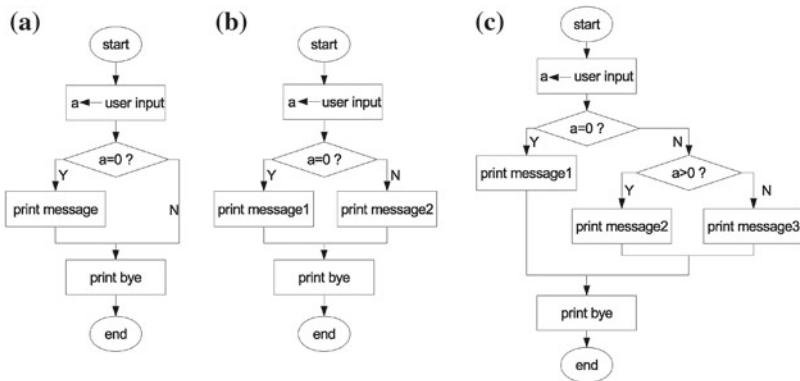 (a)
start
a◄— user input
a=0 ?
Y
N
print message
print bye
end
(b)
start
a◄— user input
a=0 ?
Y
N
print message1
print message2
print bye
end
(c)
start
a◄— user input
a=0 ?
Y
N
print message1
a>0 ?
Y
N
print message2
print message3
print bye
end